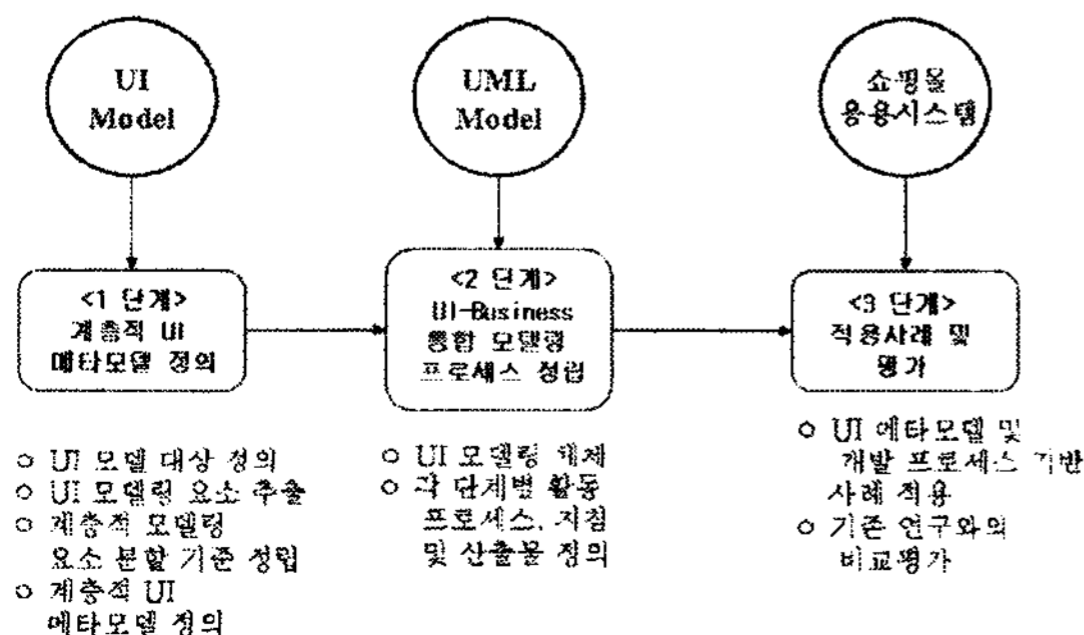 UI
Model
UML
Model
쇼핑몰
응용시스템
<1 단계>
계층적 UI
메타모델 정의
<2 단계>
UI-Business
통합 모델링
프로세스 정립
<3 단계>
적용사례 및
평가
○ UI 모델 대상 정의
○ UI 모델링 요소 추출
○ 계층적 모델링
요소 분할 기준 정립
○ 계층적 UI
메타모델 정의
○ UI 모델링 체제
○ 각 단계별 활동
프로세스, 지침
및 산출물 정의
○ UI 메타모델 및
개발 프로세스 기반
사례 적용
○ 기존 연구와의
비교평가